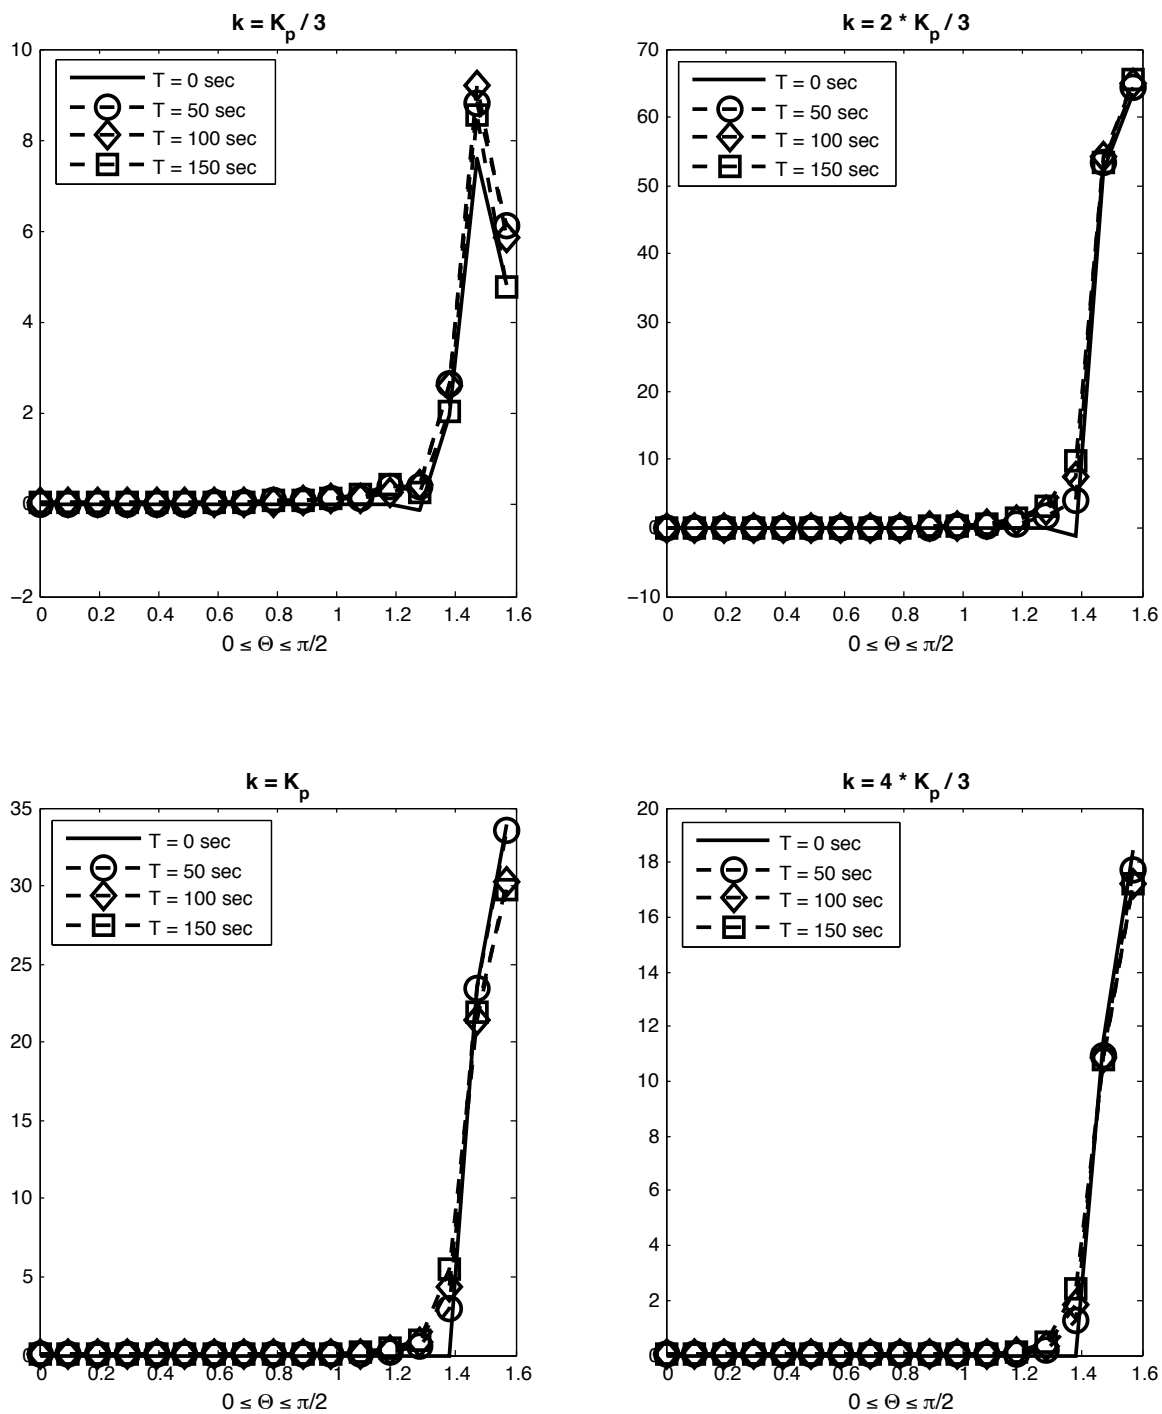 k = K_p / 3
10
8
6
4
2
0
−2
0 0.2 0.4 0.6 0.8 1 1.2 1.4 1.6
0 ≤ Θ ≤ π/2
T = 0 sec
T = 50 sec
T = 100 sec
T = 150 sec
k = 2 * K_p / 3
70
60
50
40
30
20
10
0
−10
0 0.2 0.4 0.6 0.8 1 1.2 1.4 1.6
0 ≤ Θ ≤ π/2
T = 0 sec
T = 50 sec
T = 100 sec
T = 150 sec
k = K_p
35
30
25
20
15
10
5
0
0 0.2 0.4 0.6 0.8 1 1.2 1.4 1.6
0 ≤ Θ ≤ π/2
T = 0 sec
T = 50 sec
T = 100 sec
T = 150 sec
k = 4 * K_p / 3
20
18
16
14
12
10
8
6
4
2
0
0 0.2 0.4 0.6 0.8 1 1.2 1.4 1.6
0 ≤ Θ ≤ π/2
T = 0 sec
T = 50 sec
T = 100 sec
T = 150 sec